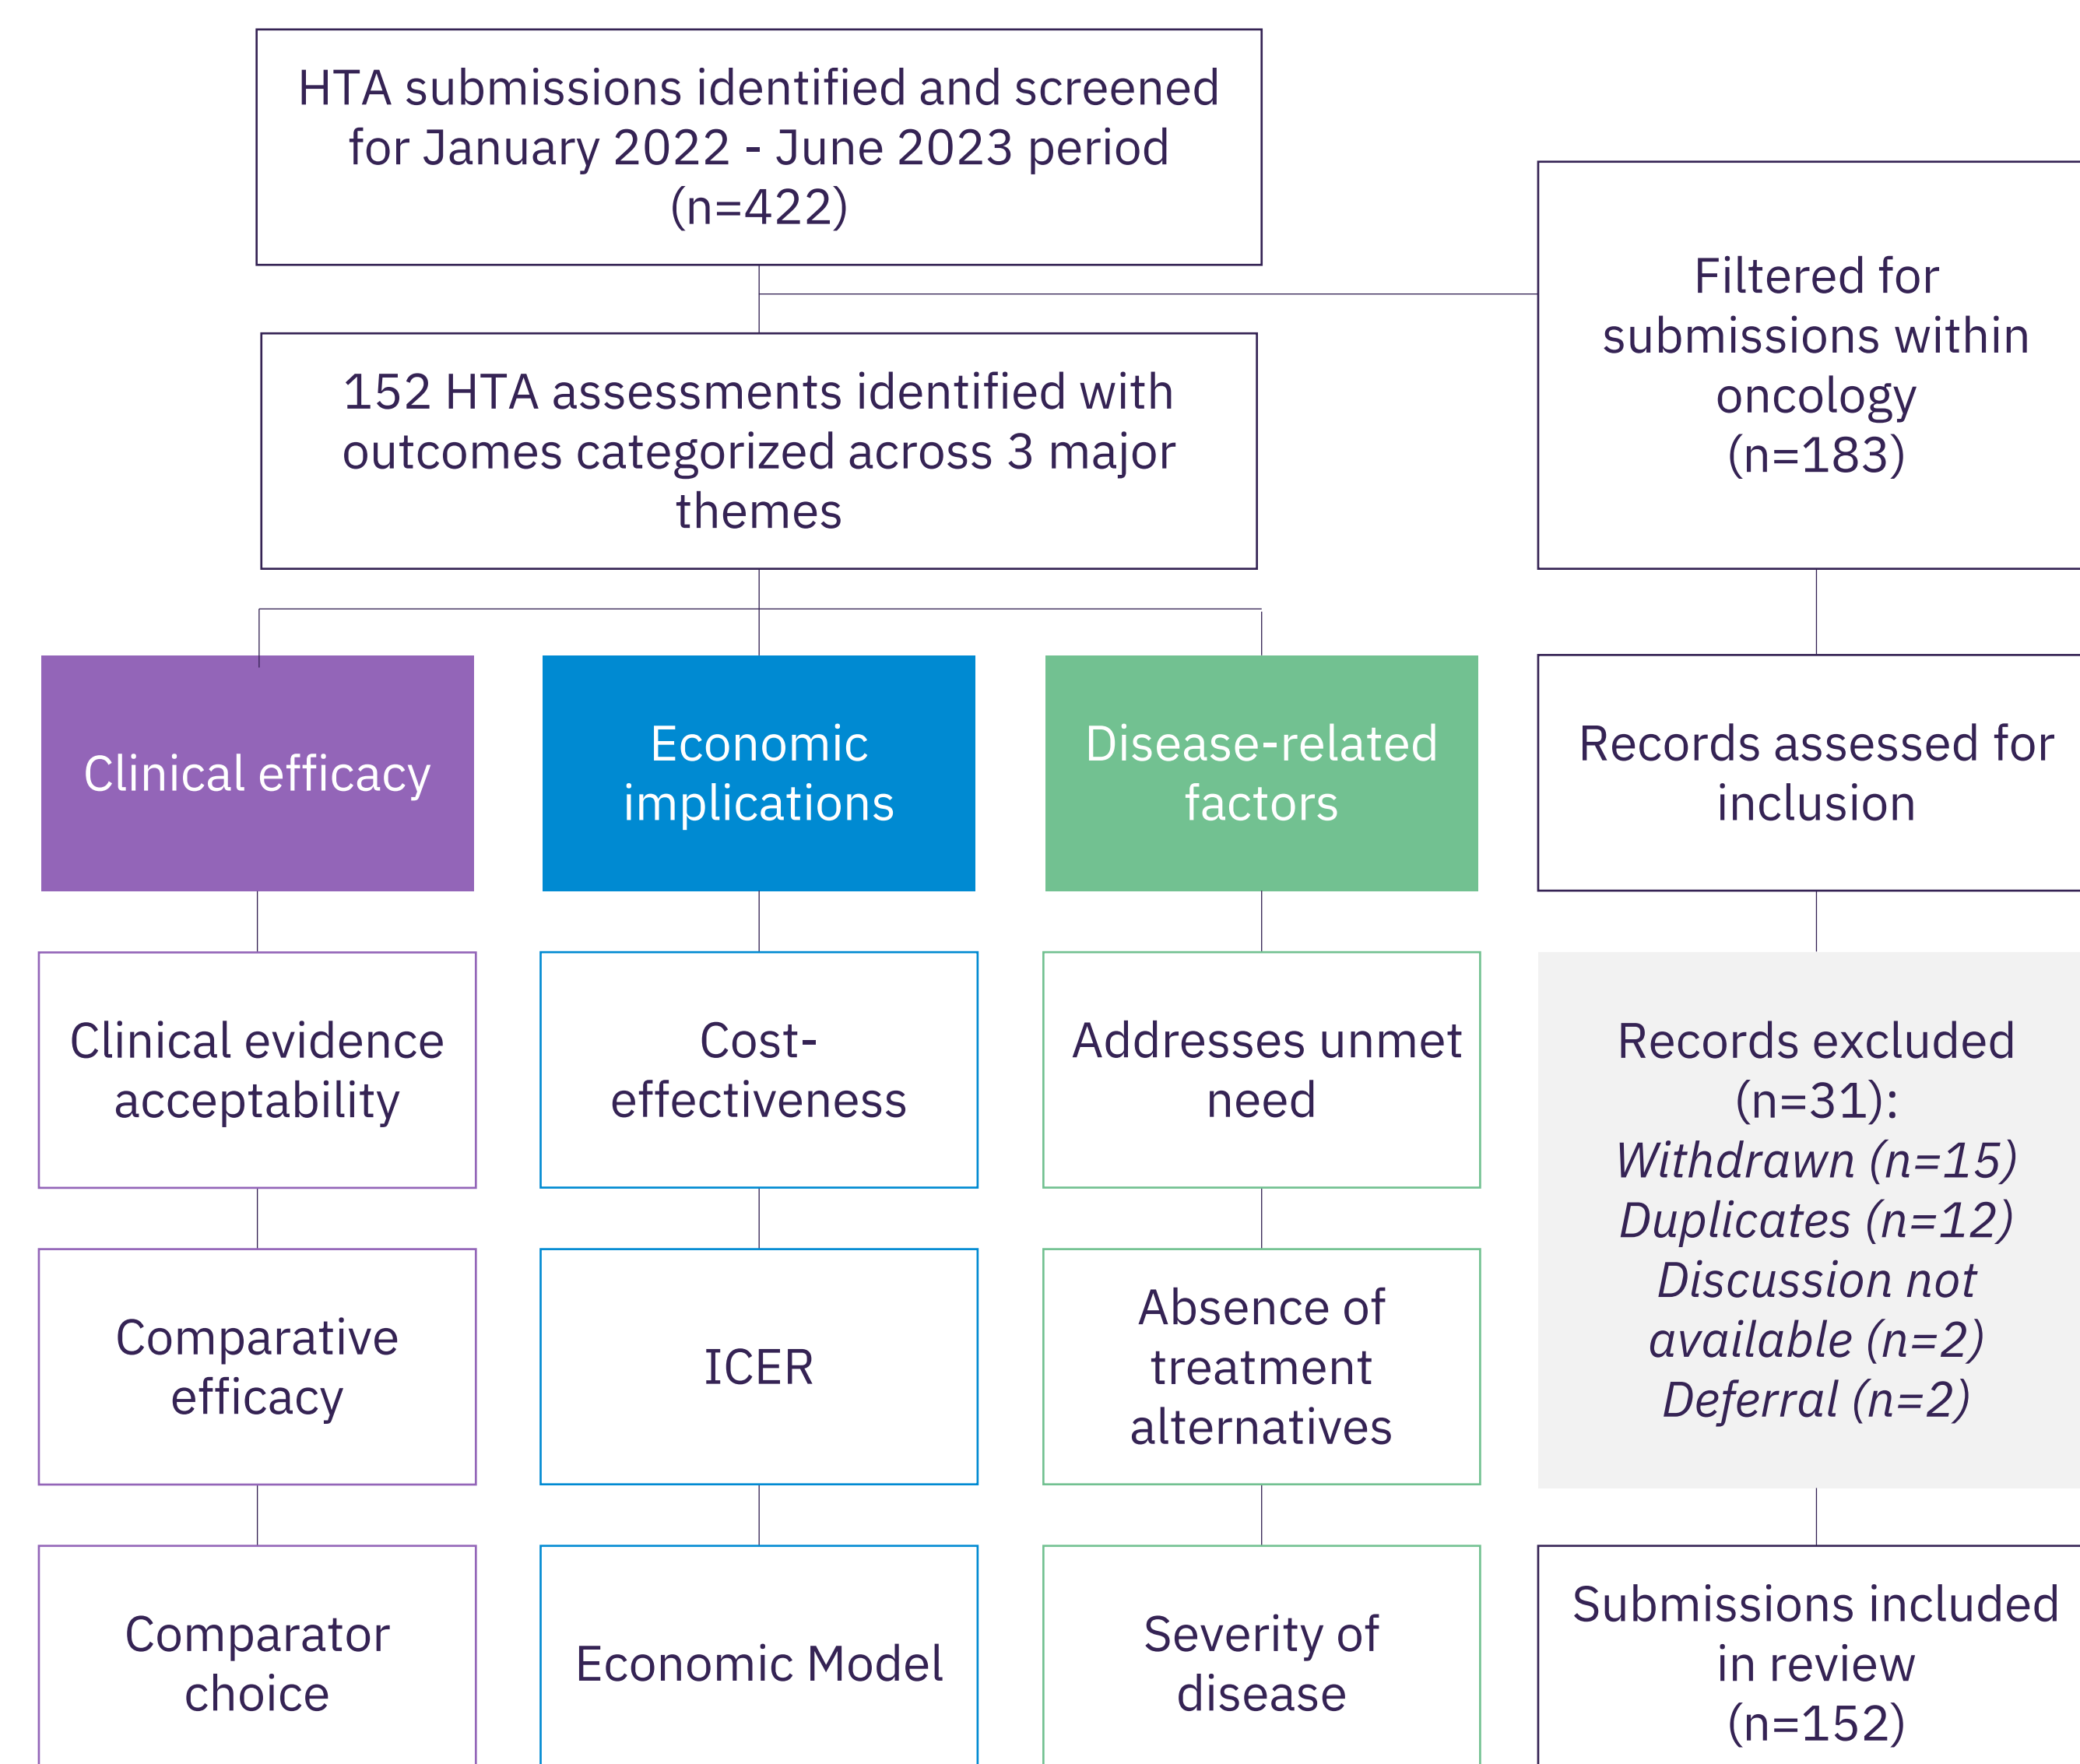 HTA submissions identified and screened
for January 2022 - June 2023 period
(n=422)
Filtered for
submissions within
oncology
(n=183)
152 HTA assessments identified with
outcomes categorized across 3 major
themes
Clinical efficacy
Economic
implications
Disease-related
factors
Records assessed for
inclusion
Clinical evidence
acceptability
Cost-
effectiveness
Addresses unmet
need
Records excluded
(n=31):
Withdrawn (n=15)
Duplicates (n=12)
Discussion not
available (n=2)
Deferral (n=2)
Comparative
efficacy
ICER
Absence of
treatment
alternatives
Comparator
choice
Economic Model
Severity of
disease
Submissions included
in review
(n=152)